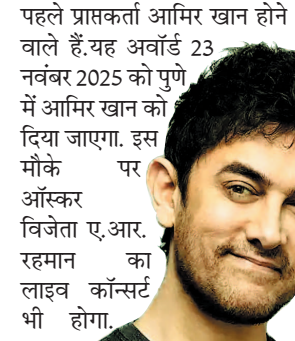 पहले प्राप्तकर्ता आमिर खान होने
वाले हैं.यह अवॉर्ड 23
नवंबर 2025 को पुणे
में आमिर खान को
दिया जाएगा. इस
मौके पर
ऑस्कर
विजेता ए.आर.
रहमान का
लाइव कॉन्सर्ट
भी होगा.